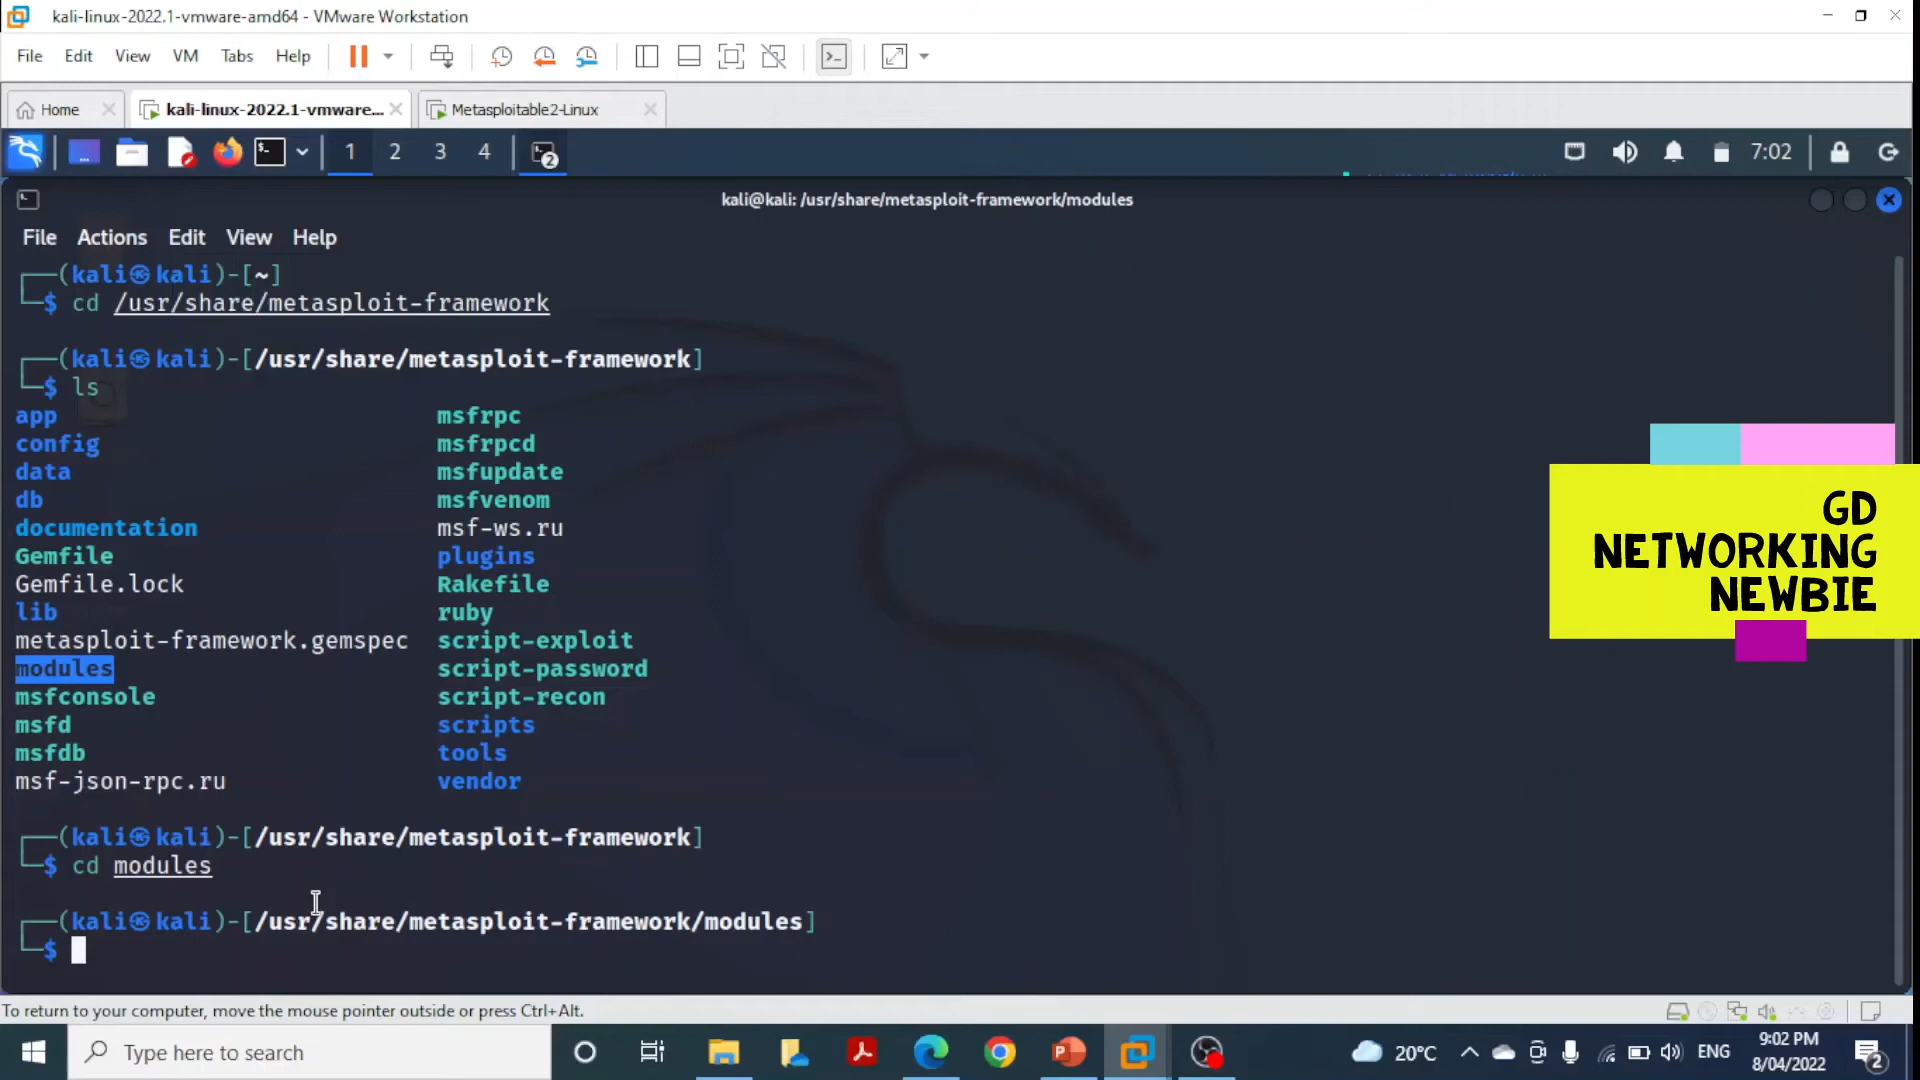 kali-linux-2022.1-vmware-amd64 - VMware Workstation
File Edit View VM Tabs Help
Home kali-linux-2022.1-vmware... Metasploitable2-Linux
1 2 3 4 2 7:02
kali@kali: /usr/share/metasploit-framework/modules
File Actions Edit View Help
(kali㉿kali)-[~]
$ cd /usr/share/metasploit-framework
(kali㉿kali)-[/usr/share/metasploit-framework]
$ ls
app msfrpc
config msfrpcd
data msfupdate
db msfvenom
documentation msf-ws.ru
Gemfile plugins
Gemfile.lock Rakefile
lib ruby
metasploit-framework.gemspec script-exploit
modules script-password
msfconsole script-recon
msfd scripts
msfdb tools
msf-json-rpc.ru vendor
(kali㉿kali)-[/usr/share/metasploit-framework]
$ cd modules
(kali㉿kali)-[/usr/share/metasploit-framework/modules]
$
GD
NETWORKING
NEWBIE
To return to your computer, move the mouse pointer outside or press Ctrl+Alt.
Type here to search 20°C ENG 9:02 PM
8/04/2022 2